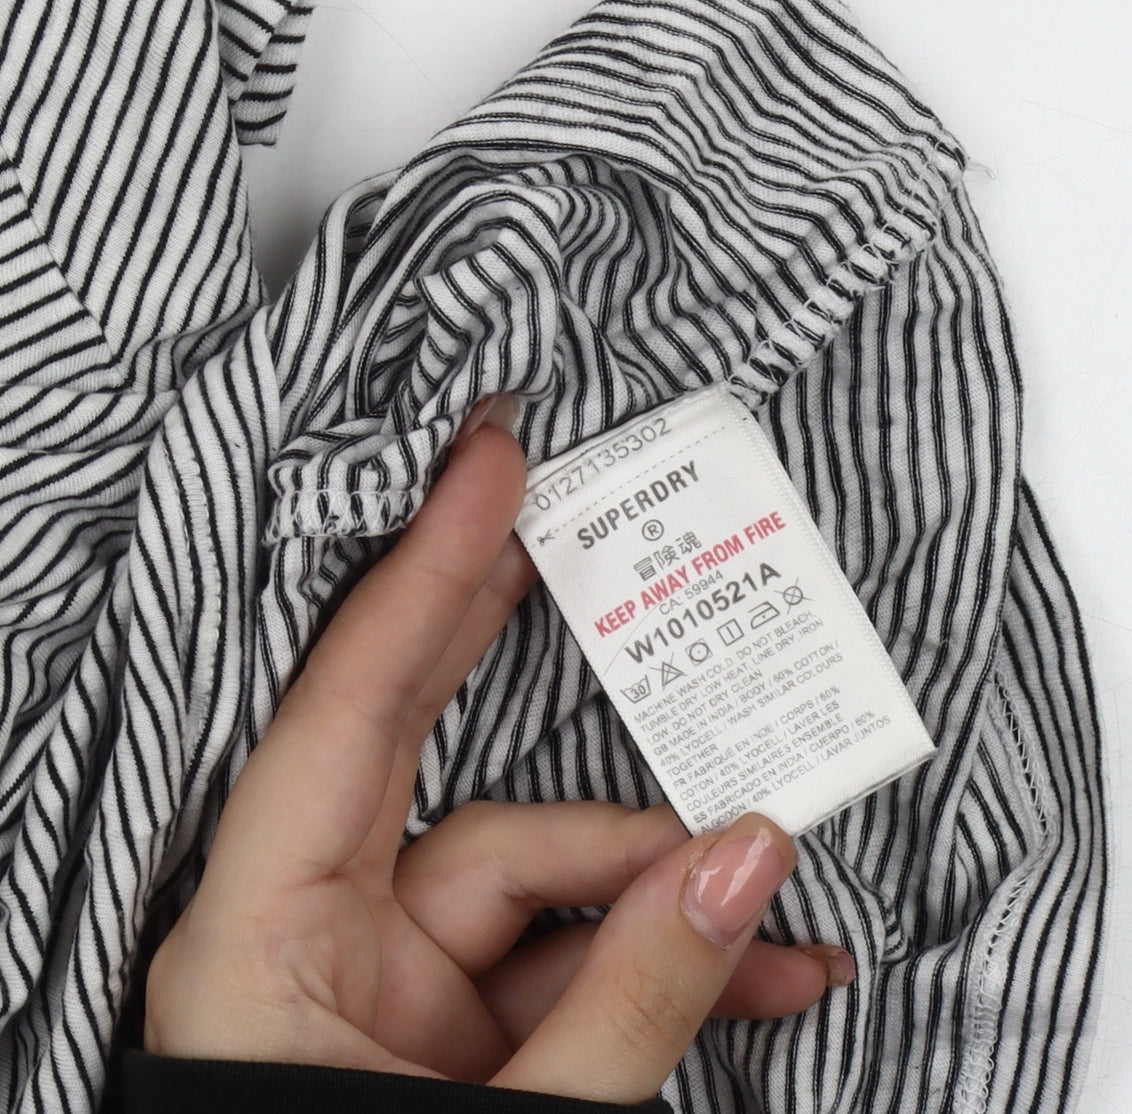 0127135302
SUPERDRY
®
冒険魂
KEEP AWAY FROM FIRE
CA: 59944
W1010521A
30
MACHINE WASH COLD, DO NOT BLEACH,
TUMBLE DRY LOW HEAT, LINE DRY, IRON
LOW, DO NOT DRY CLEAN
GB MADE IN INDIA / BODY / 60% COTTON /
40% LYOCELL / WASH SIMILAR COLOURS
TOGETHER
FR FABRIQUÉ EN INDE / CORPS / 60%
COTON / 40% LYOCELL / LAVER LES
COULEURS SIMILAIRES ENSEMBLE
ES FABRICADO EN INDIA / CUERPO / 60%
ALGODÓN / 40% LYOCELL / LAVAR JUNTOS